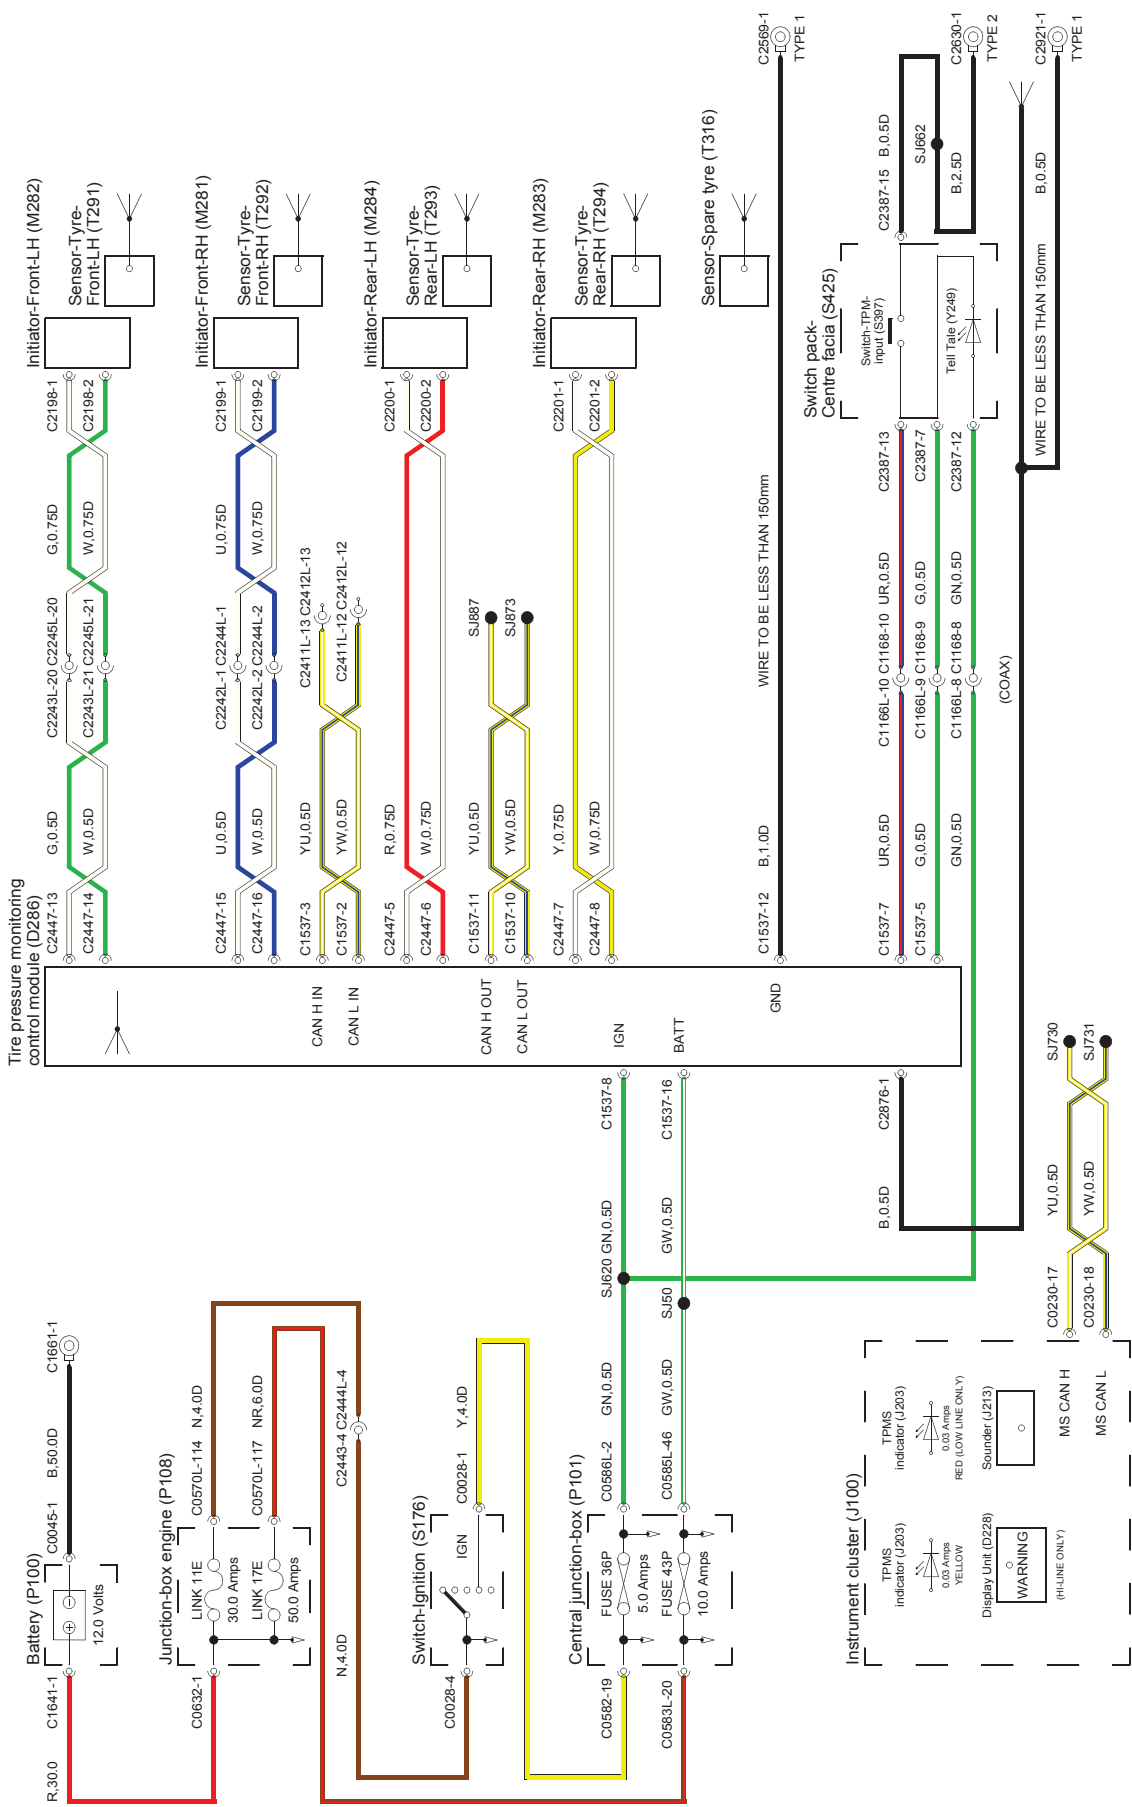 Battery (P100)
12.0 Volts
R,30.0
C1641-1
C0045-1
B,50.0D
C1661-1
Junction-box engine (P108)
LINK 11E
30.0 Amps
LINK 17E
50.0 Amps
C0632-1
C0570L-114
N,4.0D
C0570L-117
NR,6.0D
N,4.0D
C2443-4
C2444L-4
Switch-Ignition (S176)
IGN
C0028-4
C0028-1
Y,4.0D
Central junction-box (P101)
FUSE 36P
5.0 Amps
FUSE 43P
10.0 Amps
C0582-19
C0583L-20
C0586L-2
GN,0.5D
C0585L-46
GW,0.5D
SJ620
GN,0.5D
SJ50
GW,0.5D
C1537-8
C1537-16
Instrument cluster (J100)
TPMS
indicator (J203)
0.03 Amps
YELLOW
TPMS
indicator (J203)
0.03 Amps
RED (LOW LINE ONLY)
Display Unit (D228)
WARNING
(HI-LINE ONLY)
Sounder (J213)
MS CAN H
MS CAN L
C0230-17
C0230-18
YU,0.5D
YW,0.5D
SJ730
SJ731
B,0.5D
C2876-1
Tire pressure monitoring
control module (D286)
CAN H IN
CAN L IN
CAN H OUT
CAN L OUT
IGN
BATT
GND
C2447-13
G,0.5D
C2243L-20
C2245L-20
G,0.75D
C2198-1
C2447-14
W,0.5D
C2243L-21
C2245L-21
W,0.75D
C2198-2
Initiator-Front-LH (M282)
Sensor-Tyre-
Front-LH (T291)
C2447-15
U,0.5D
C2242L-1
C2244L-1
U,0.75D
C2199-1
C2447-16
W,0.5D
C2242L-2
C2244L-2
W,0.75D
C2199-2
Initiator-Front-RH (M281)
Sensor-Tyre-
Front-RH (T292)
C1537-3
YU,0.5D
C2411L-13
C2412L-13
C1537-2
YW,0.5D
C2411L-12
C2412L-12
C2447-5
R,0.75D
C2200-1
C2447-6
W,0.75D
C2200-2
Initiator-Rear-LH (M284)
Sensor-Tyre-
Rear-LH (T293)
C1537-11
YU,0.5D
SJ887
C1537-10
YW,0.5D
SJ873
C2447-7
Y,0.75D
C2201-1
C2447-8
W,0.75D
C2201-2
Initiator-Rear-RH (M283)
Sensor-Tyre-
Rear-RH (T294)
Sensor-Spare tyre (T316)
C1537-12
B,1.0D
WIRE TO BE LESS THAN 150mm
C2569-1
TYPE 1
Switch pack-
Centre facia (S425)
Switch-TPM-
input (S397)
Tell Tale (Y249)
C1537-7
UR,0.5D
C1166L-10
C1168-10
UR,0.5D
C2387-13
C1537-5
G,0.5D
C1166L-9
C1168-9
G,0.5D
C2387-7
GN,0.5D
C1166L-8
C1168-8
GN,0.5D
C2387-12
C2387-15
B,0.5D
SJ662
B,2.5D
C2630-1
TYPE 2
(COAX)
WIRE TO BE LESS THAN 150mm
B,0.5D
C2921-1
TYPE 1